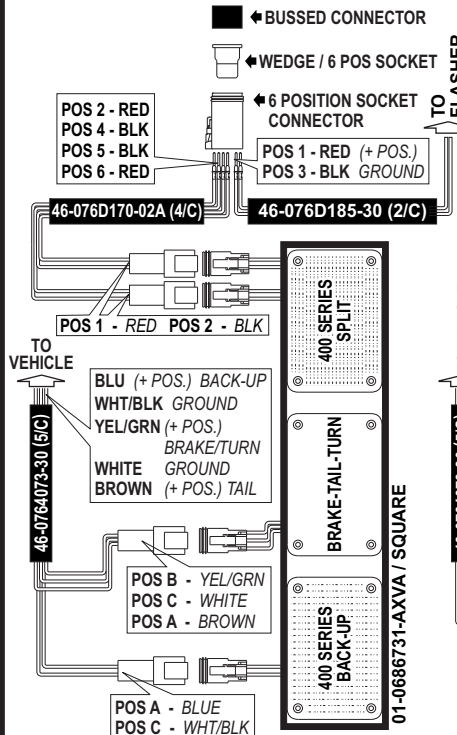 BUSSED CONNECTOR
WEDGE / 6 POS SOCKET
6 POSITION SOCKET
CONNECTOR
TO
FLASHER
POS 2 - RED
POS 4 - BLK
POS 5 - BLK
POS 6 - RED
POS 1 - RED (+ POS.)
POS 3 - BLK GROUND
46-076D170-02A (4/C)
46-076D185-30 (2/C)
POS 1 - RED POS 2 - BLK
400 SERIES
SPLIT
TO
VEHICLE
BLU (+ POS.) BACK-UP
WHT/BLK GROUND
YEL/GRN (+ POS.)
BRAKE/TURN
WHITE GROUND
BROWN (+ POS.) TAIL
46-0764073-30 (5/C)
BRAKE-TAIL-TURN
POS B - YEL/GRN
POS C - WHITE
POS A - BROWN
400 SERIES
BACK-UP
01-0686731-AXVA / SQUARE
POS A - BLUE
POS C - WHT/BLK